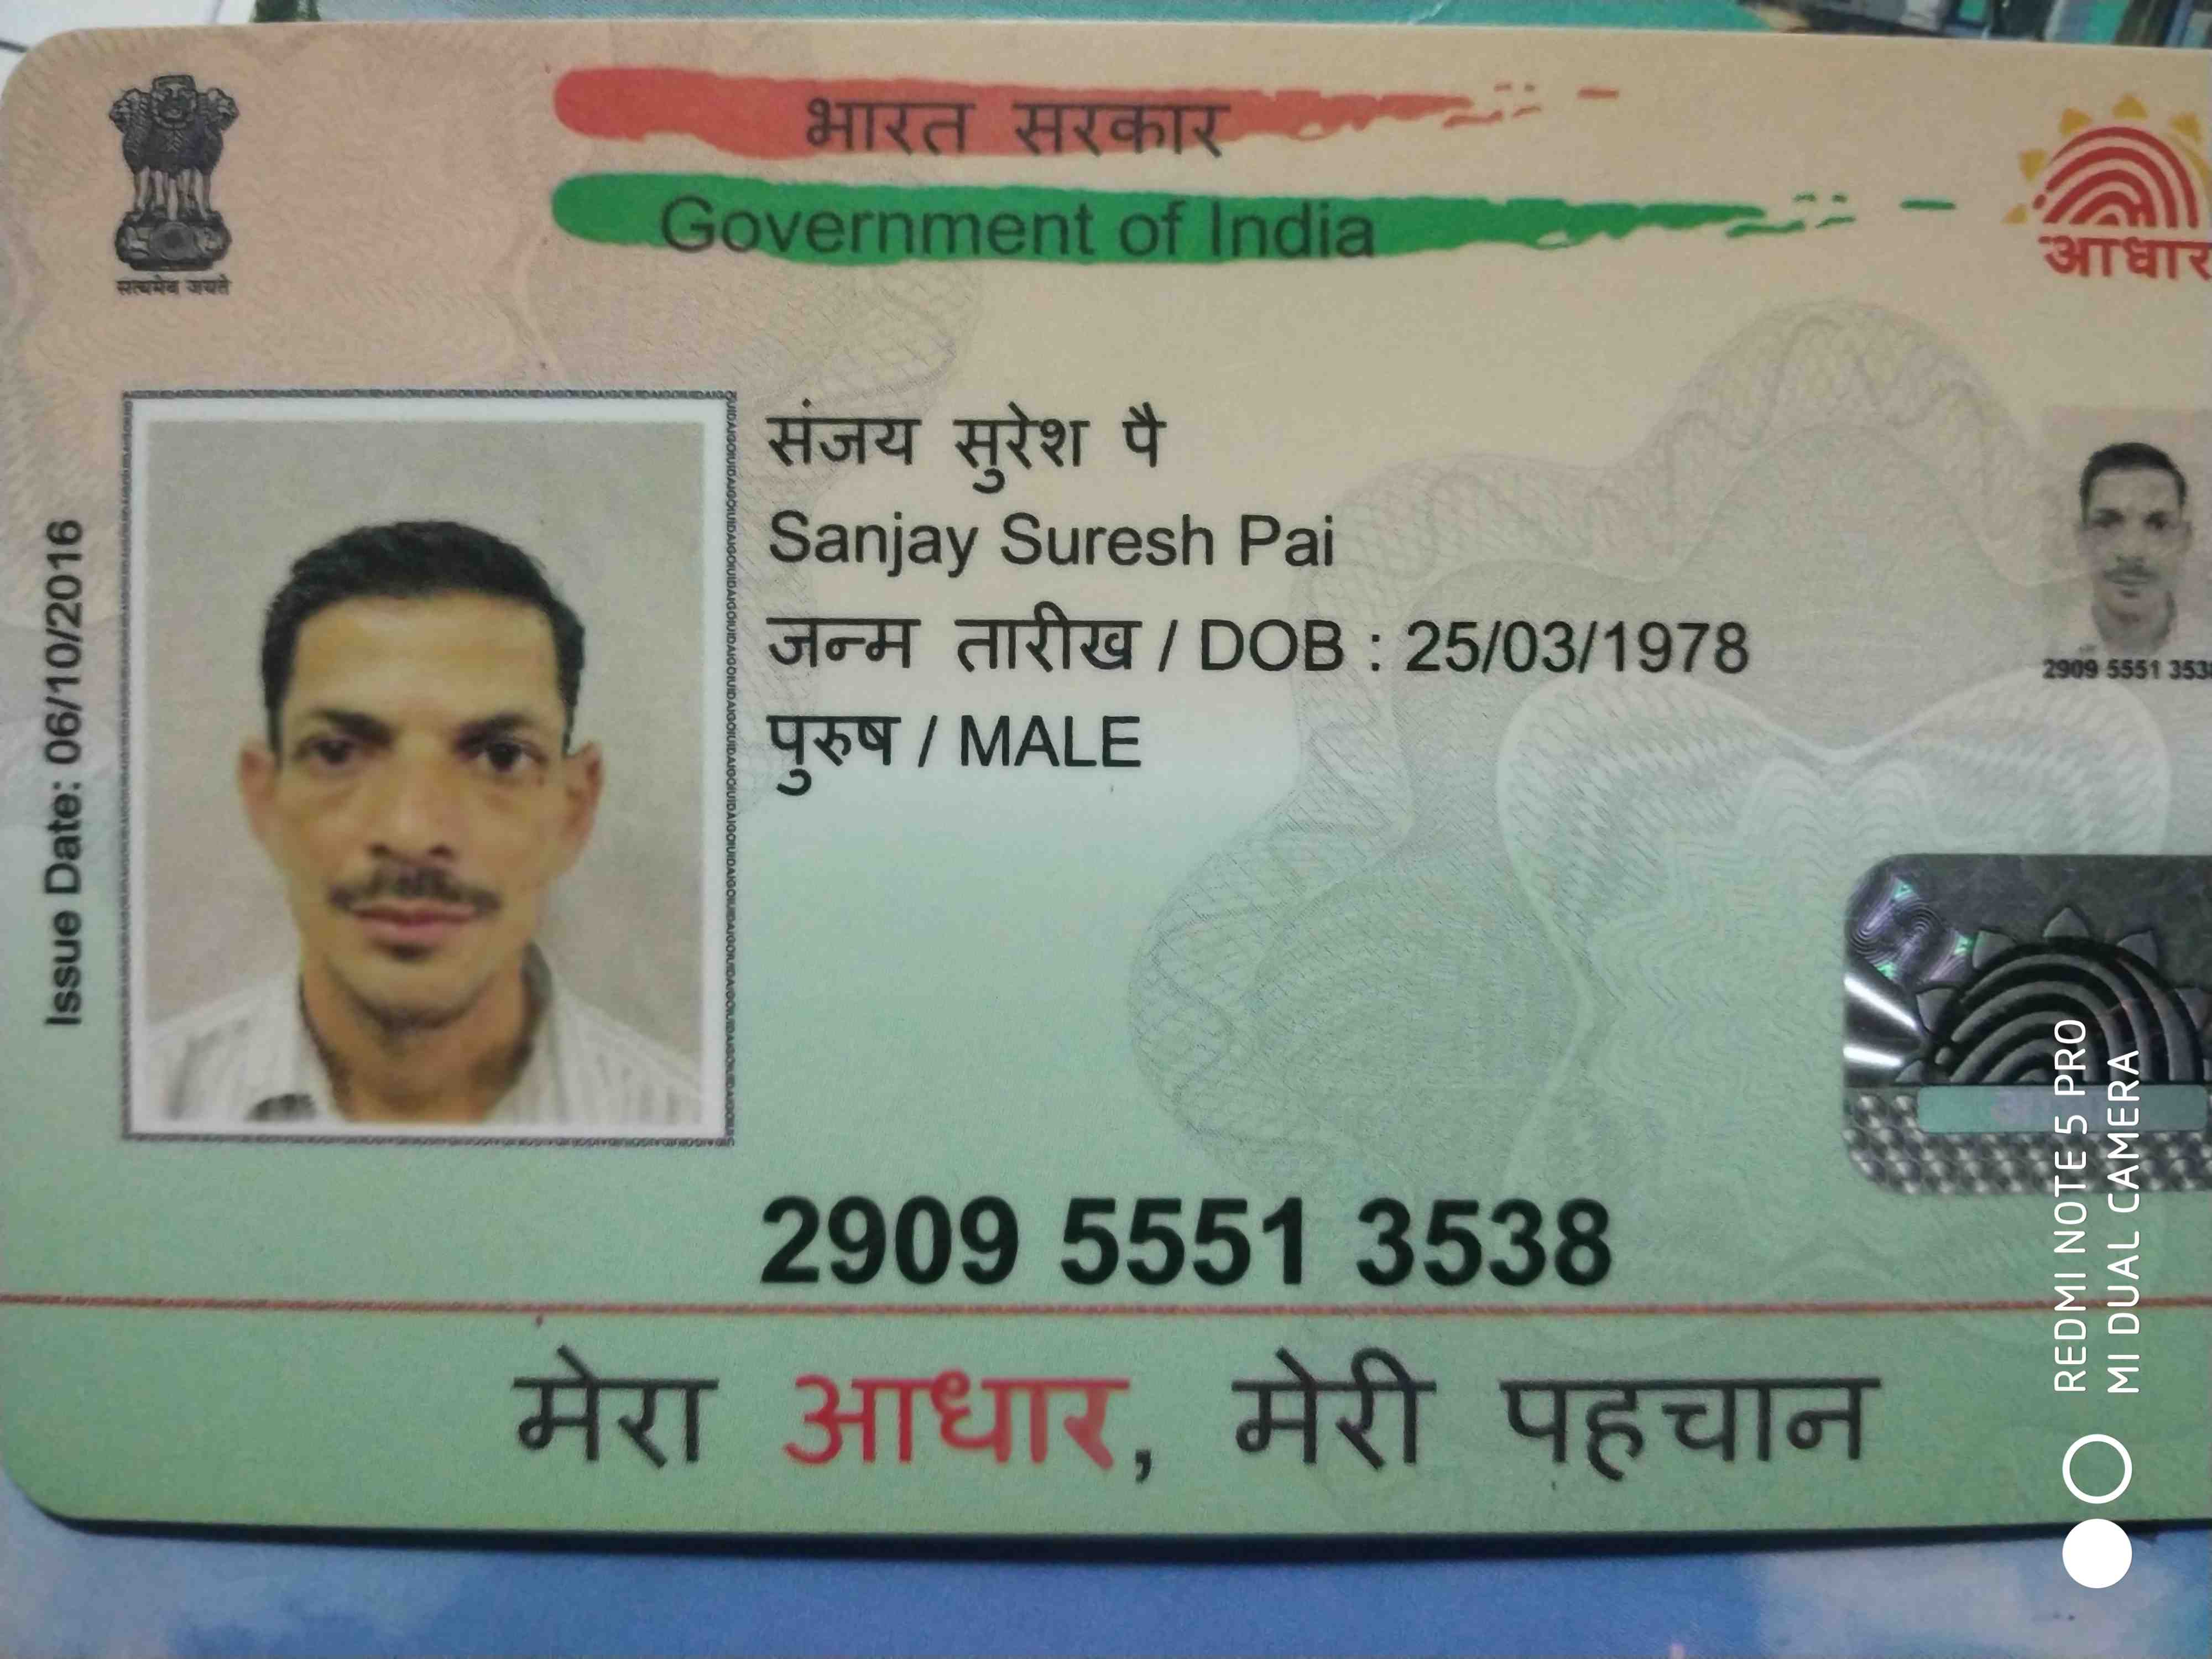 भारत सरकार
Government of India
सत्यमेव जयते
आधार
Issue Date: 06/10/2016
संजय सुरेश पै
Sanjay Suresh Pai
जन्म तारीख / DOB : 25/03/1978
पुरुष / MALE
2909 5551 353
2909 5551 3538
मेरा आधार, मेरी पहचान
REDMI NOTE 5 PRO
MI DUAL CAMERA